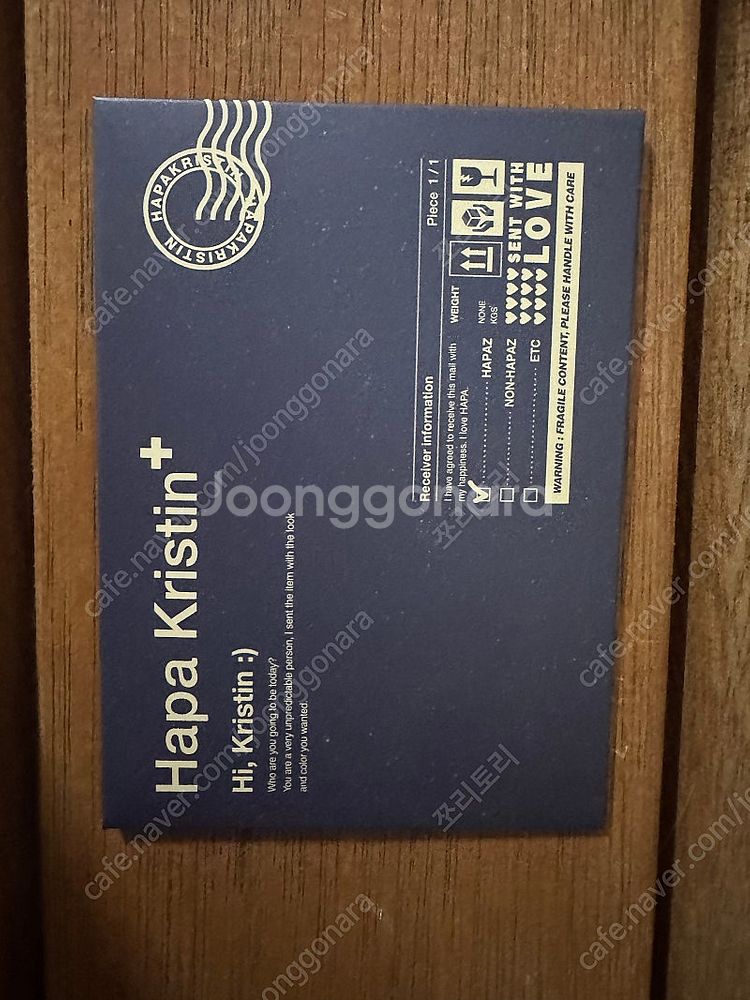 HAPAKRISTIN HAPAKRISTIN
Hapa Kristin+
Hi, Kristin :)
Who are you going to be today?
You are a very unpredictable person, I sent the item with the look
and color you wanted.
Piece 1/1
Receiver information
I have agreed to receive this mail with
my happiness. I love HAPA.
HAPAZ
NON-HAPAZ
ETC
WEIGHT
NONE
KGS
SENT WITH
LOVE
WARNING : FRAGILE CONTENT, PLEASE HANDLE WITH CARE
Joonggonara
쯔리토리
cafe.naver.com/joonggonara